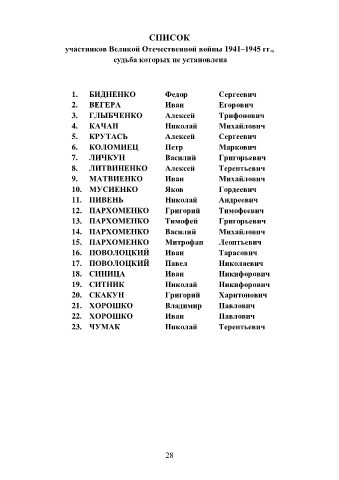 СПИСОК
участников Великой Отечественной войны 1941–1945 гг.,
судьба которых не установлена
1. БИДНЕНКО Федор Сергеевич
2. ВЕГЕРА Иван Егорович
3. ГЛЫБЧЕНКО Алексей Трифонович
4. КАЧАН Николай Михайлович
5. КРУТАСЬ Алексей Сергеевич
6. КОЛОМИЕЦ Петр Маркович
7. ЛИЧКУН Василий Григорьевич
8. ЛИТВИНЕНКО Алексей Терентьевич
9. МАТВИЕНКО Иван Михайлович
10. МУСИЕНКО Яков Гордеевич
11. ПИВЕНЬ Николай Андреевич
12. ПАРХОМЕНКО Григорий Тимофеевич
13. ПАРХОМЕНКО Тимофей Григорьевич
14. ПАРХОМЕНКО Василий Михайлович
15. ПАРХОМЕНКО Митрофан Леонтьевич
16. ПОВОЛОЦКИЙ Иван Тарасович
17. ПОВОЛОЦКИЙ Павел Николаевич
18. СИНИЦА Иван Никифорович
19. СИТНИК Николай Никифорович
20. СКАКУН Григорий Харитонович
21. ХОРОШКО Владимир Павлович
22. ХОРОШКО Иван Павлович
23. ЧУМАК Николай Терентьевич
28